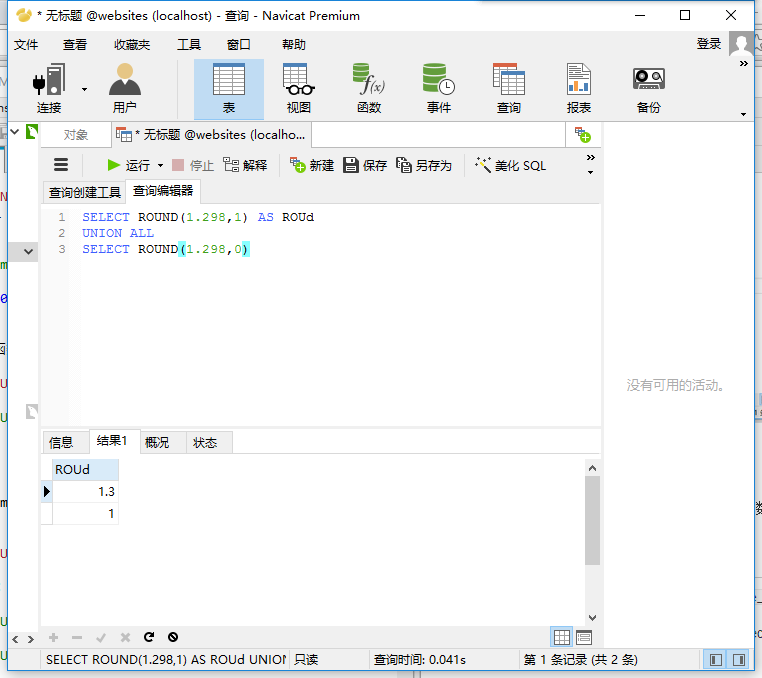 * 无标题 @websites (localhost) - 查询 - Navicat Premium
文件 查看 收藏夹 工具 窗口 帮助 登录
连接 用户 表 视图 函数 事件 查询 报表 备份
对象 * 无标题 @websites (localho...
运行 停止 解释 新建 保存 另存为 美化 SQL
查询创建工具 查询编辑器
1 SELECT ROUND(1.298,1) AS ROUd
2 UNION ALL
3 SELECT ROUND(1.298,0)
没有可用的活动。
信息 结果1 概况 状态
ROUd
1.3
1
SELECT ROUND(1.298,1) AS ROUd UNION 只读 查询时间: 0.041s 第 1 条记录 (共 2 条)